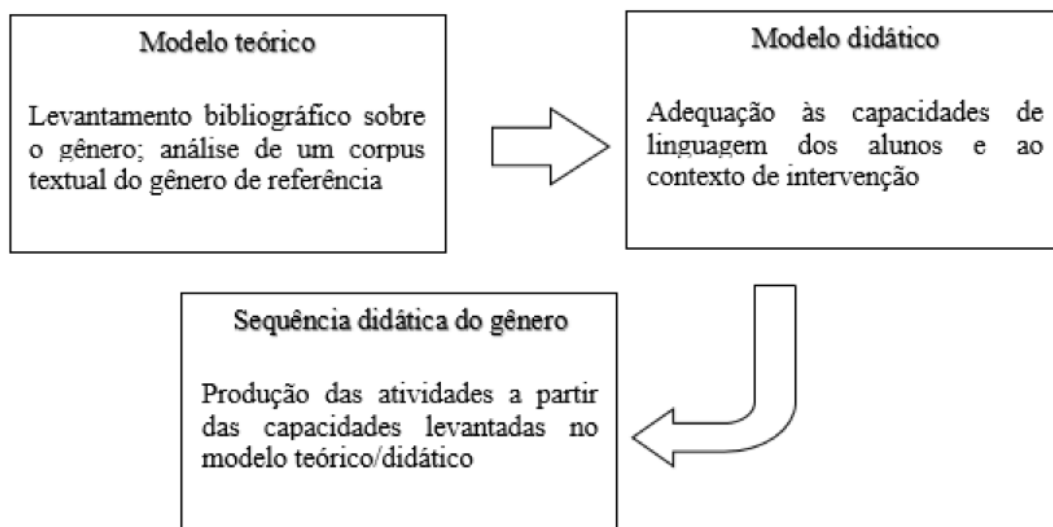 Modelo teórico
Levantamento bibliográfico sobre
o gênero; análise de um corpus
textual do gênero de referência
Modelo didático
Adequação às capacidades de
linguagem dos alunos e ao
contexto de intervenção
Sequência didática do gênero
Produção das atividades a partir
das capacidades levantadas no
modelo teórico/didático